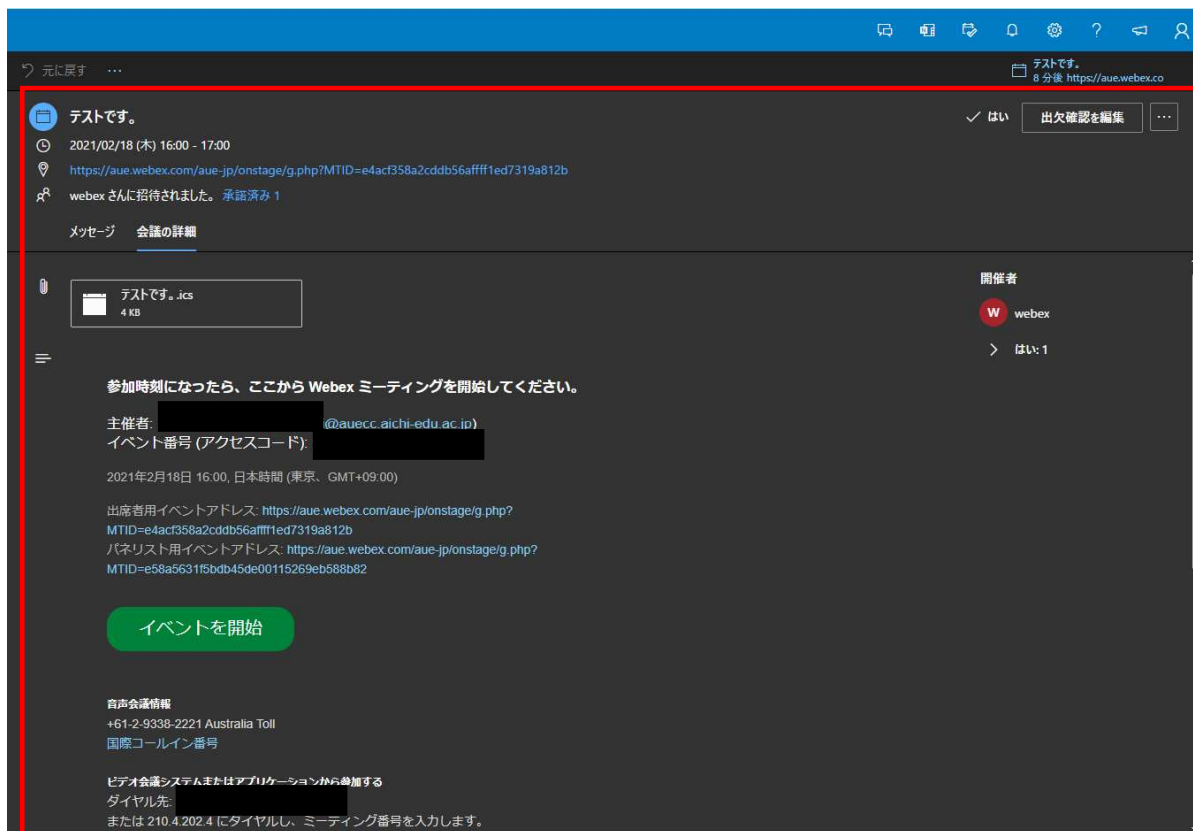 元に戻す …
テストです。
8 分後 https://aue.webex.co
テストです。
はい
出欠確認を編集
…
2021/02/18 (木) 16:00 - 17:00
https://aue.webex.com/aue-jp/onstage/g.php?MTID=e4acf358a2cddb56affff1ed7319a812b
webex さんに招待されました。 承諾済み 1
メッセージ 会議の詳細
テストです。.ics
4 KB
開催者
W webex
はい: 1
参加時刻になったら、ここから Webex ミーティングを開始してください。
主催者: @auecc.aichi-edu.ac.jp)
イベント番号 (アクセスコード):
2021年2月18日 16:00, 日本時間 (東京、GMT+09:00)
出席者用イベントアドレス: https://aue.webex.com/aue-jp/onstage/g.php?
MTID=e4acf358a2cddb56affff1ed7319a812b
パネリスト用イベントアドレス: https://aue.webex.com/aue-jp/onstage/g.php?
MTID=e58a5631f5bdb45de00115269eb588b82
イベントを開始
音声会議情報
+61-2-9338-2221 Australia Toll
国際コールイン番号
ビデオ会議システムまたはアプリケーションから参加する
ダイヤル先:
または 210.4.202.4 にダイヤルし、ミーティング番号を入力します。